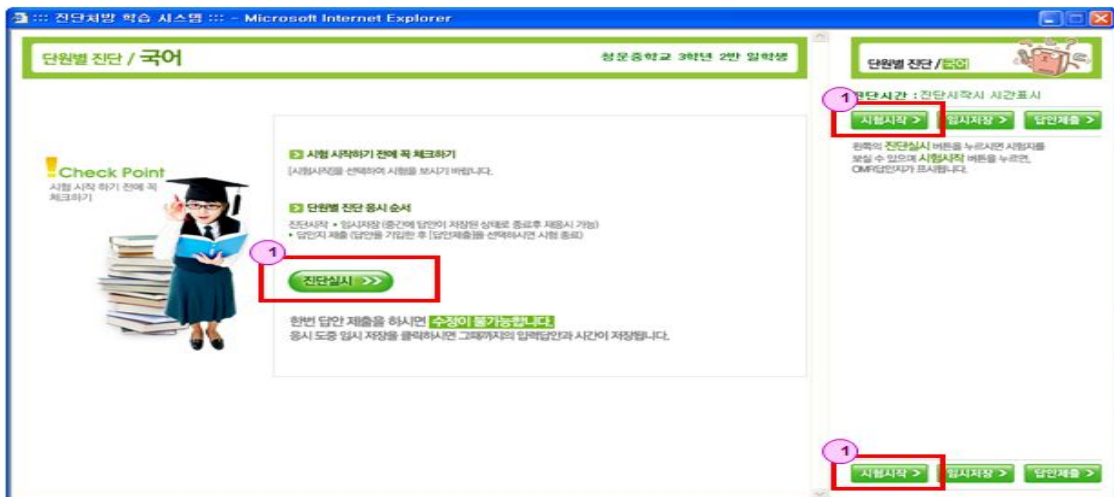 ::: 진단처방 학습 시스템 ::: - Microsoft Internet Explorer
단원별 진단 / 국어
청운중학교 3학년 2반 일학생
Check Point
시험 시작 하기 전에 꼭
체크하기
시험 시작하기 전에 꼭 체크하기
[시험시작]을 선택하여 시험을 보시기 바랍니다.
단원별 진단 응시 순서
진단시작 • 임시저장 (중간에 답안이 저장된 상태로 종료후 재응시 가능)
• 답안지 제출 (답안을 기입한 후 [답안제출]을 선택하시면 시험 종료)
1
진단실시 >>
한번 답안 제출을 하시면 수정이 불가능합니다.
응시 도중 임시 저장을 클릭하시면 그때까지의 입력답안과 시간이 저장됩니다.
단원별 진단 / 국어
1
진단시간 : 진단시작시 시간표시
시험시작 > 임시저장 > 답안제출 >
왼쪽의 진단실시 버튼을 누르시면 시험지를
보실 수 있으며 시험시작 버튼을 누르면,
OMR답안지가 표시됩니다.
1
시험시작 > 임시저장 > 답안제출 >